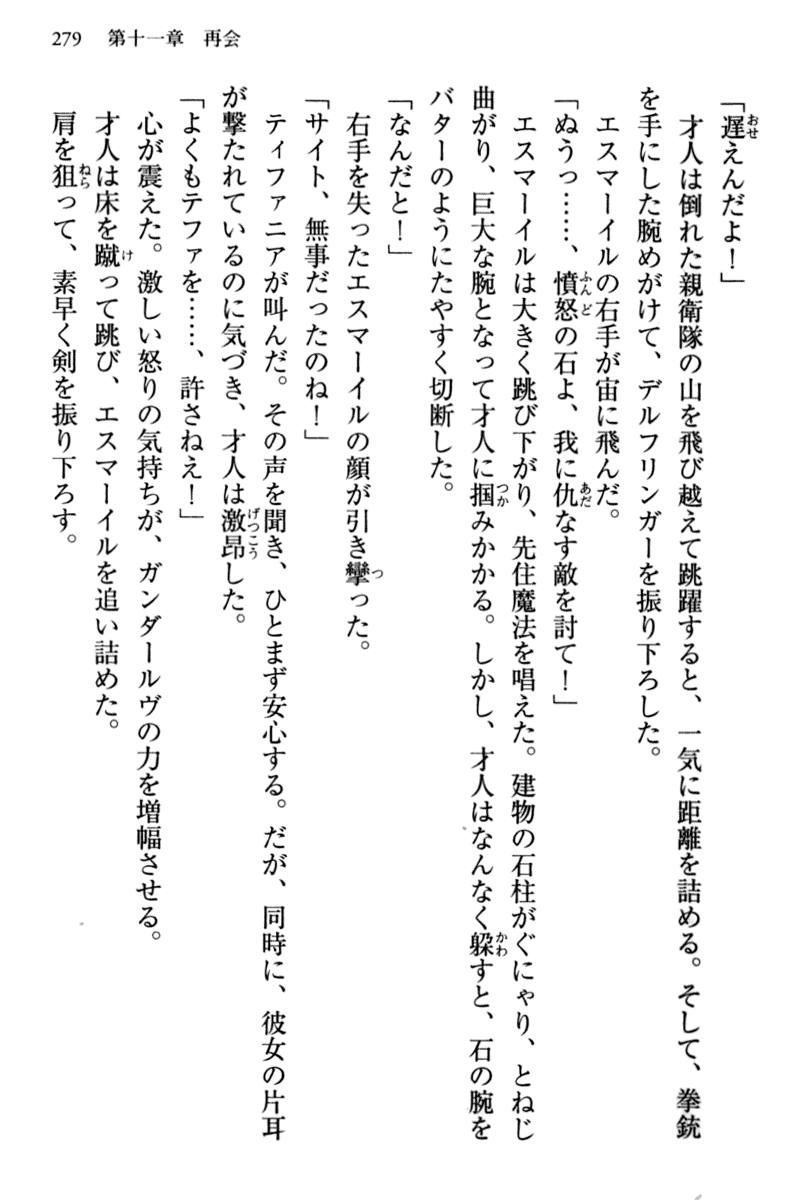 279　第十一章　再会
「遅えんだよ！」
　才人は倒れた親衛隊の山を飛び越えて跳躍すると、一気に距離を詰める。そして、拳銃
を手にした腕めがけて、デルフリンガーを振り下ろした。
　エスマーイルの右手が宙に飛んだ。
「ぬうっ……、憤怒の石よ、我に仇なす敵を討て！」
　エスマーイルは大きく跳び下がり、先住魔法を唱えた。建物の石柱がぐにゃり、とねじ
曲がり、巨大な腕となって才人に掴みかかる。しかし、才人はなんなく躱すと、石の腕を
バターのようにたやすく切断した。
「なんだと！」
　右手を失ったエスマーイルの顔が引き攣った。
「サイト、無事だったのね！」
　ティファニアが叫んだ。その声を聞き、ひとまず安心する。だが、同時に、彼女の片耳
が撃たれているのに気づき、才人は激昂した。
「よくもテファを……、許さねえ！」
　心が震えた。激しい怒りの気持ちが、ガンダールヴの力を増幅させる。
　才人は床を蹴って跳び、エスマーイルを追い詰めた。
　肩を狙って、素早く剣を振り下ろす。